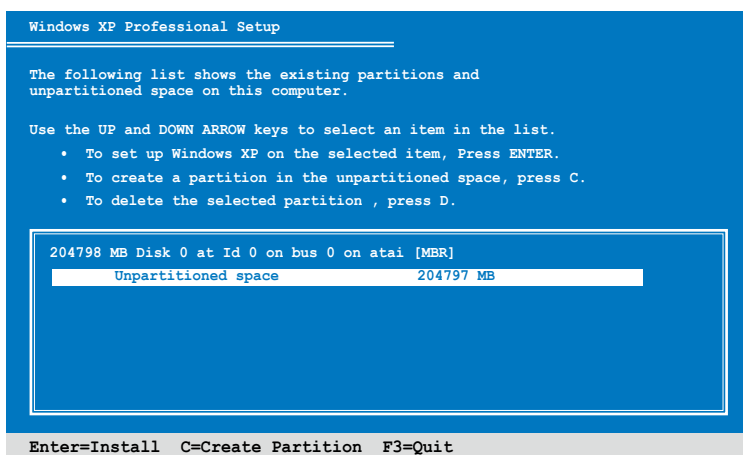 Windows XP Professional Setup
The following list shows the existing partitions and
unpartitioned space on this computer.
Use the UP and DOWN ARROW keys to select an item in the list.
• To set up Windows XP on the selected item, Press ENTER.
• To create a partition in the unpartitioned space, press C.
• To delete the selected partition , press D.
204798 MB Disk 0 at Id 0 on bus 0 on atai [MBR]
Unpartitioned space 204797 MB
Enter=Install C=Create Partition F3=Quit